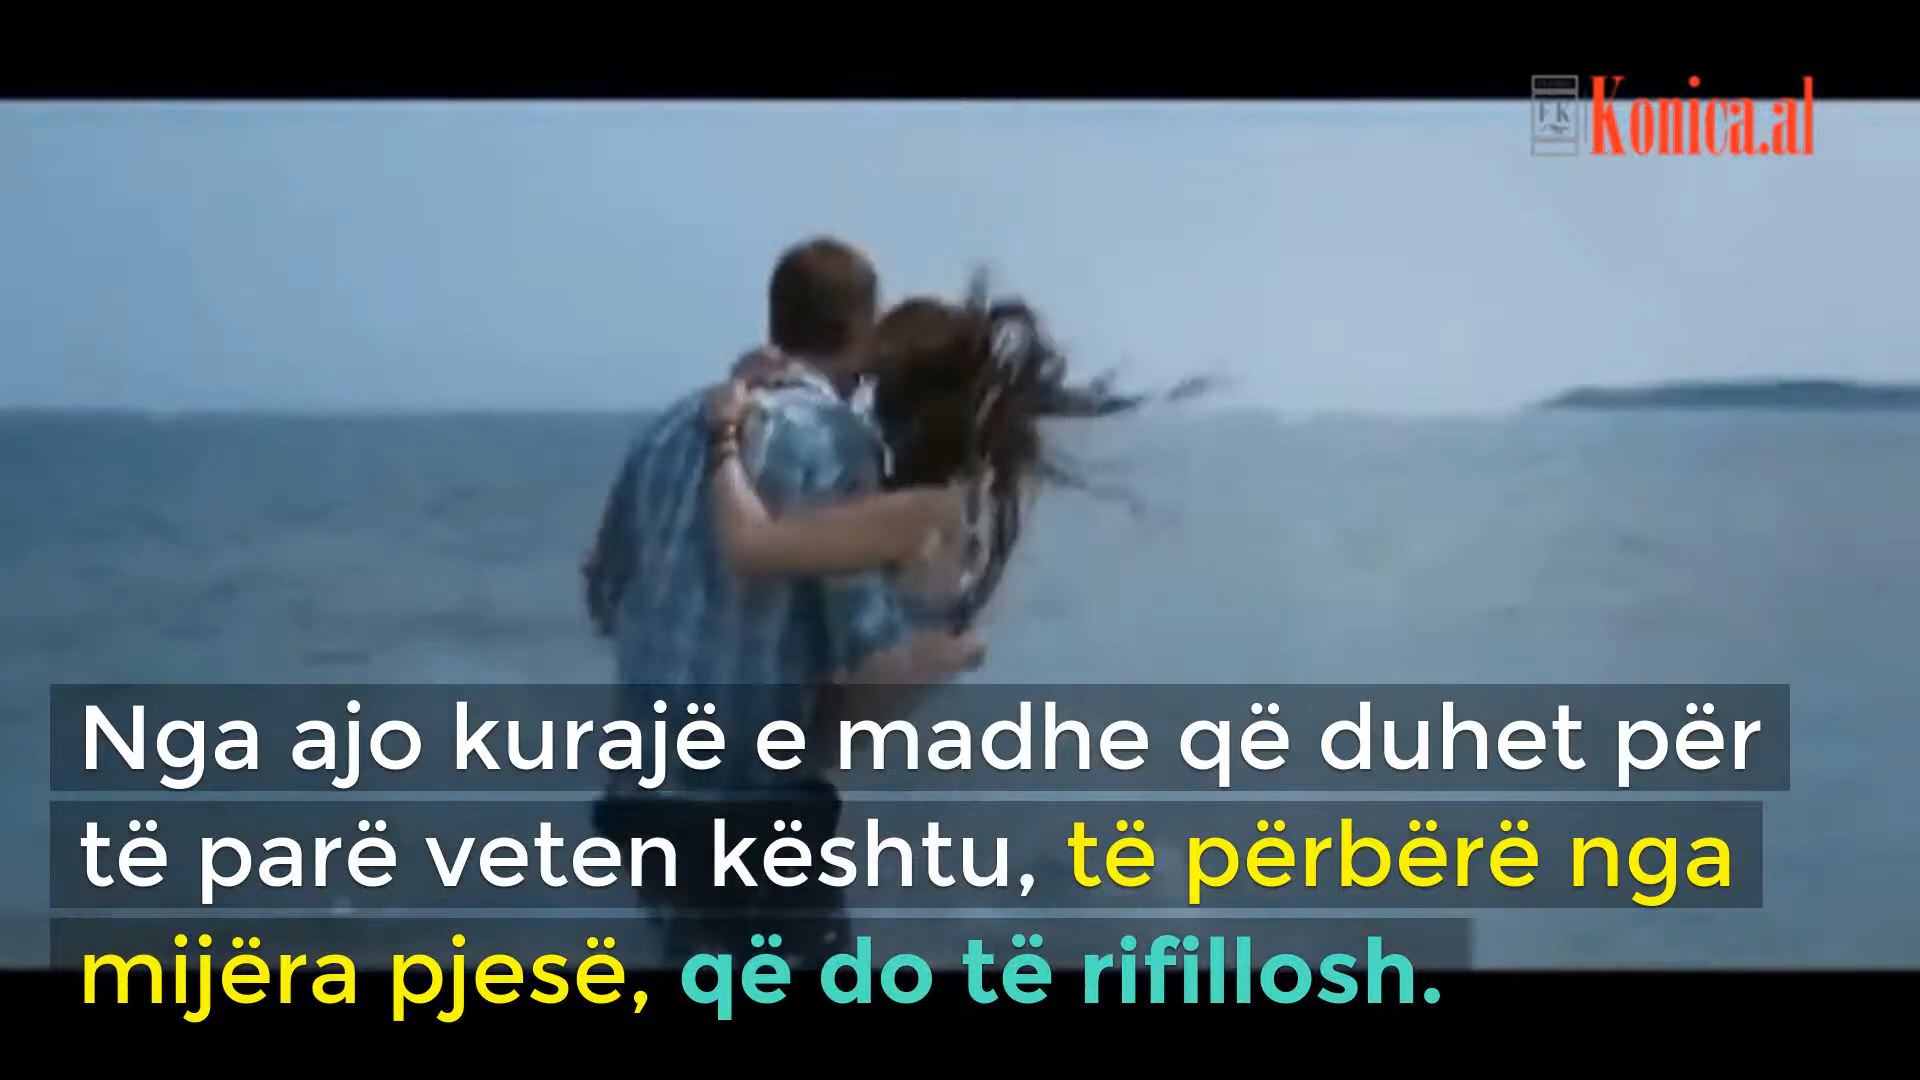 FK
Konica.al
Nga ajo kurajë e madhe që duhet për
të parë veten kështu, të përbërë nga
mijëra pjesë, që do të rifillosh.